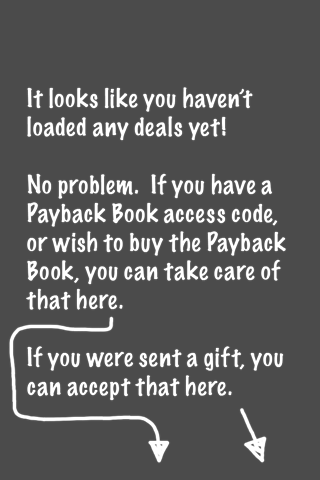 It looks like you haven't
loaded any deals yet!
No problem.  If you have a
Payback Book access code,
or wish to buy the Payback
Book, you can take care of
that here.
If you were sent a gift, you
can accept that here.